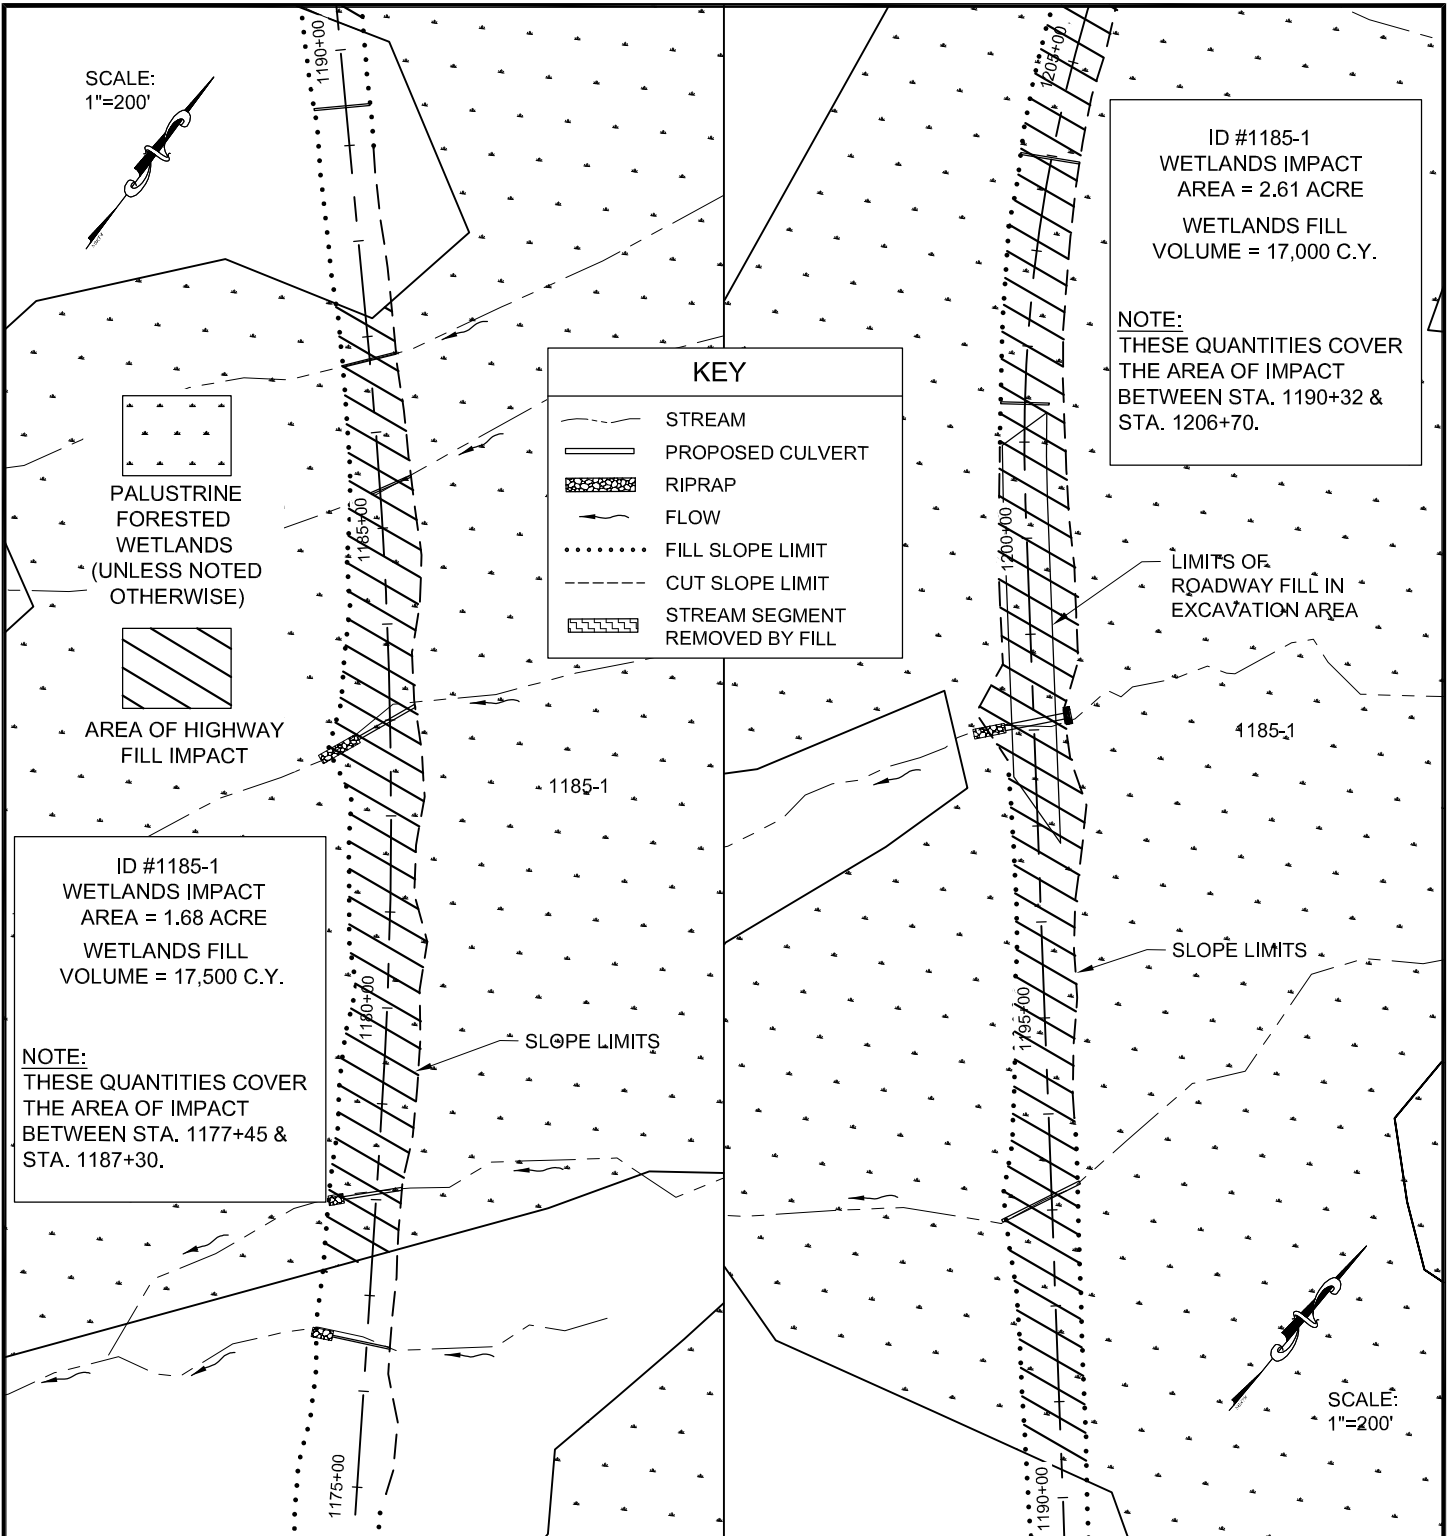 1190+00
SCALE:
1"=200'
PALUSTRINE
FORESTED
WETLANDS
(UNLESS NOTED
OTHERWISE)
AREA OF HIGHWAY
FILL IMPACT
1185+00
1185-1
ID #1185-1
WETLANDS IMPACT
AREA = 1.68 ACRE
WETLANDS FILL
VOLUME = 17,500 C.Y.
NOTE:
THESE QUANTITIES COVER
THE AREA OF IMPACT
BETWEEN STA. 1177+45 &
STA. 1187+30.
1180+00
SLOPE LIMITS
1175+00
KEY
STREAM
PROPOSED CULVERT
RIPRAP
FLOW
FILL SLOPE LIMIT
CUT SLOPE LIMIT
STREAM SEGMENT
REMOVED BY FILL
1205+00
ID #1185-1
WETLANDS IMPACT
AREA = 2.61 ACRE
WETLANDS FILL
VOLUME = 17,000 C.Y.
NOTE:
THESE QUANTITIES COVER
THE AREA OF IMPACT
BETWEEN STA. 1190+32 &
STA. 1206+70.
1200+00
LIMITS OF
ROADWAY FILL IN
EXCAVATION AREA
1185-1
SLOPE LIMITS
1195+00
SCALE:
1"=200'
1190+00